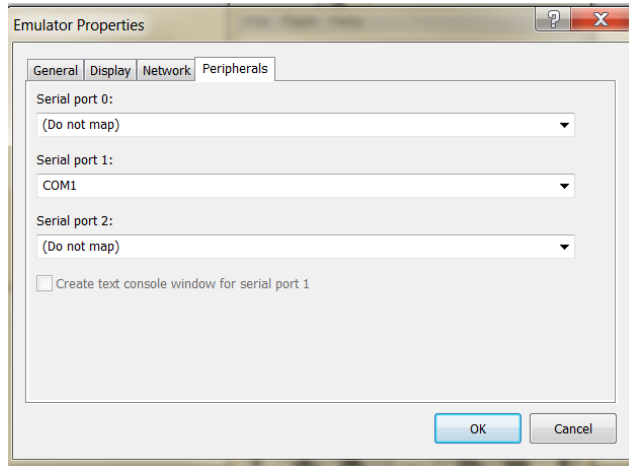 Emulator Properties
General Display Network Peripherals
Serial port 0:
(Do not map)
Serial port 1:
COM1
Serial port 2:
(Do not map)
Create text console window for serial port 1
OK Cancel